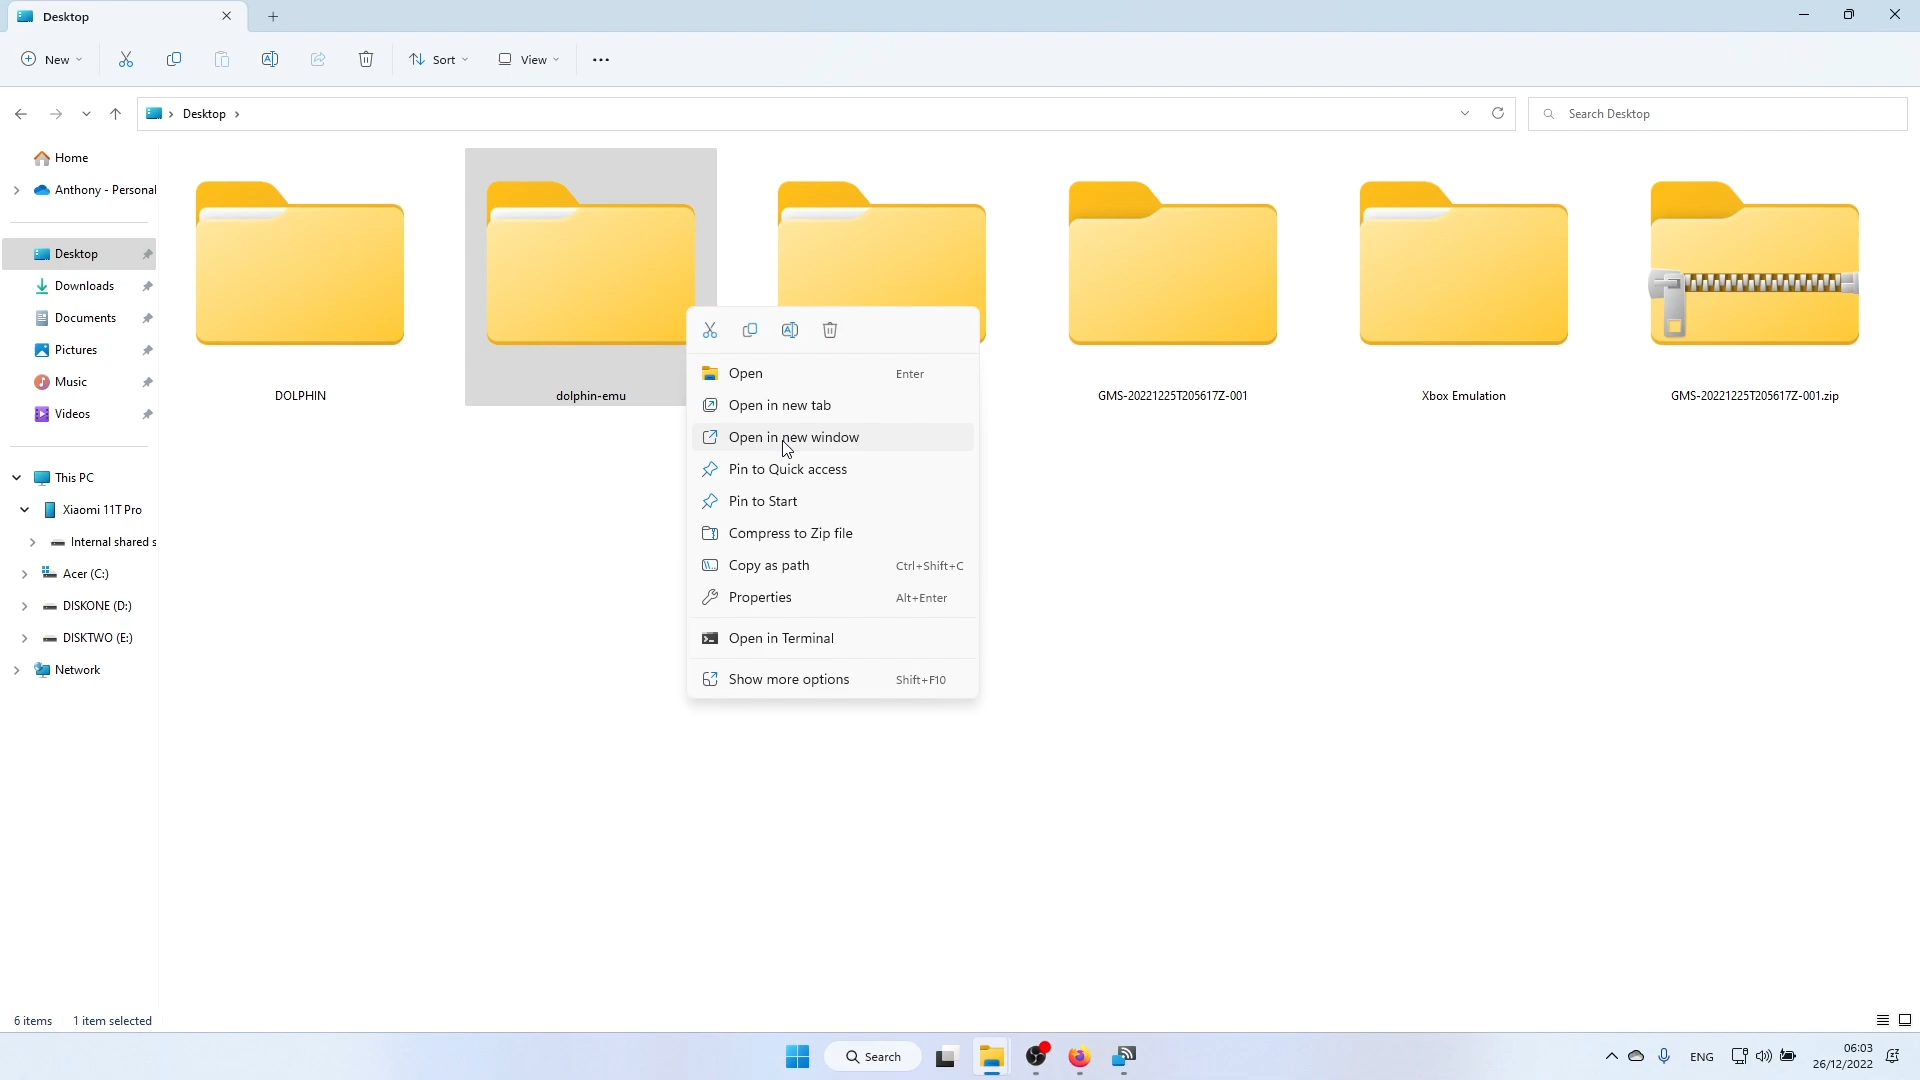 Desktop
New
Sort
View
Desktop
Search Desktop
Home
Anthony - Personal
Desktop
Downloads
Documents
Pictures
Music
Videos
This PC
Xiaomi 11T Pro
Internal shared s
Acer (C:)
DISKONE (D:)
DISKTWO (E:)
Network
DOLPHIN
dolphin-emu
GMS-20221225T205617Z-001
Xbox Emulation
GMS-20221225T205617Z-001.zip
Open Enter
Open in new tab
Open in new window
Pin to Quick access
Pin to Start
Compress to Zip file
Copy as path Ctrl+Shift+C
Properties Alt+Enter
Open in Terminal
Show more options Shift+F10
6 items 1 item selected
Search
ENG
06:03
26/12/2022